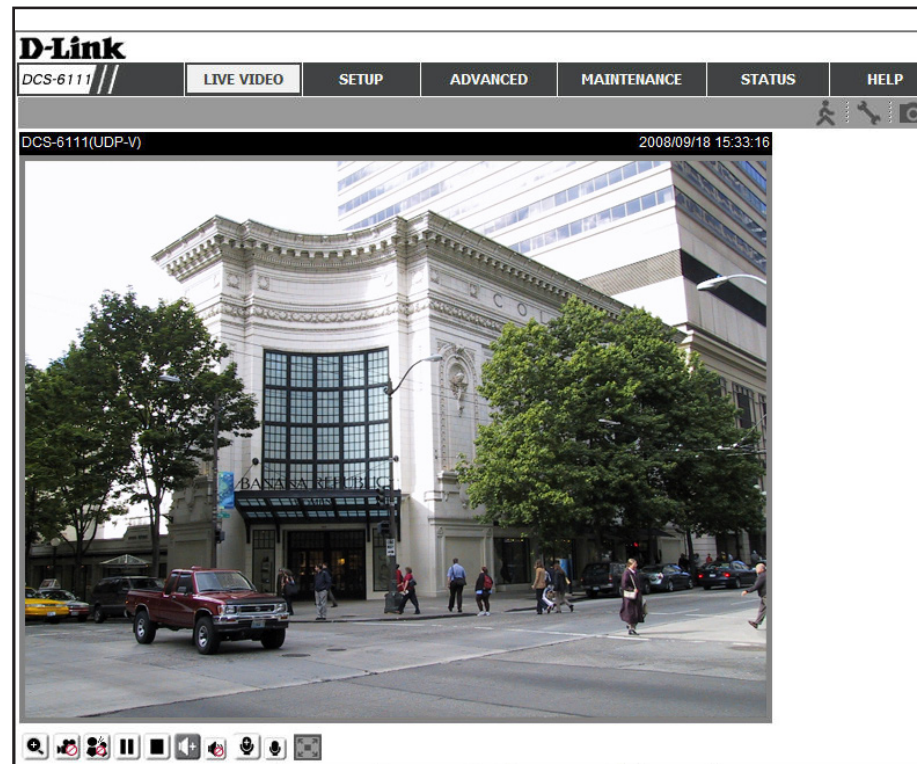 D-Link
DCS-6111
LIVE VIDEO
SETUP
ADVANCED
MAINTENANCE
STATUS
HELP
DCS-6111(UDP-V)
2008/09/18 15:33:16
COL
BANANA REPUBLIC